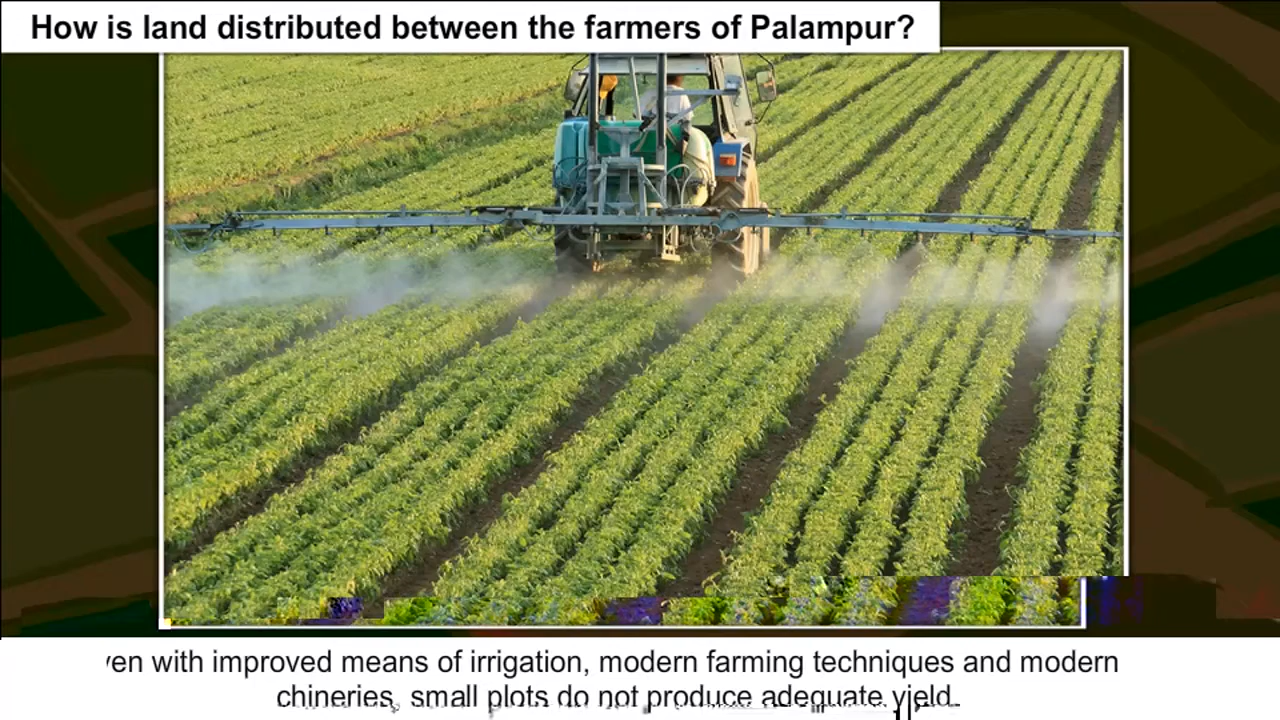 How is land distributed between the farmers of Palampur?
with improved means of irrigation, modern farming techniques and modern
small plots do not produce adequate yield.